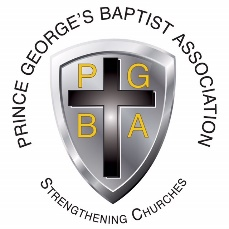 PRINCE GEORGE'S BAPTIST ASSOCIATION
P G
B A
STRENGTHENING CHURCHES